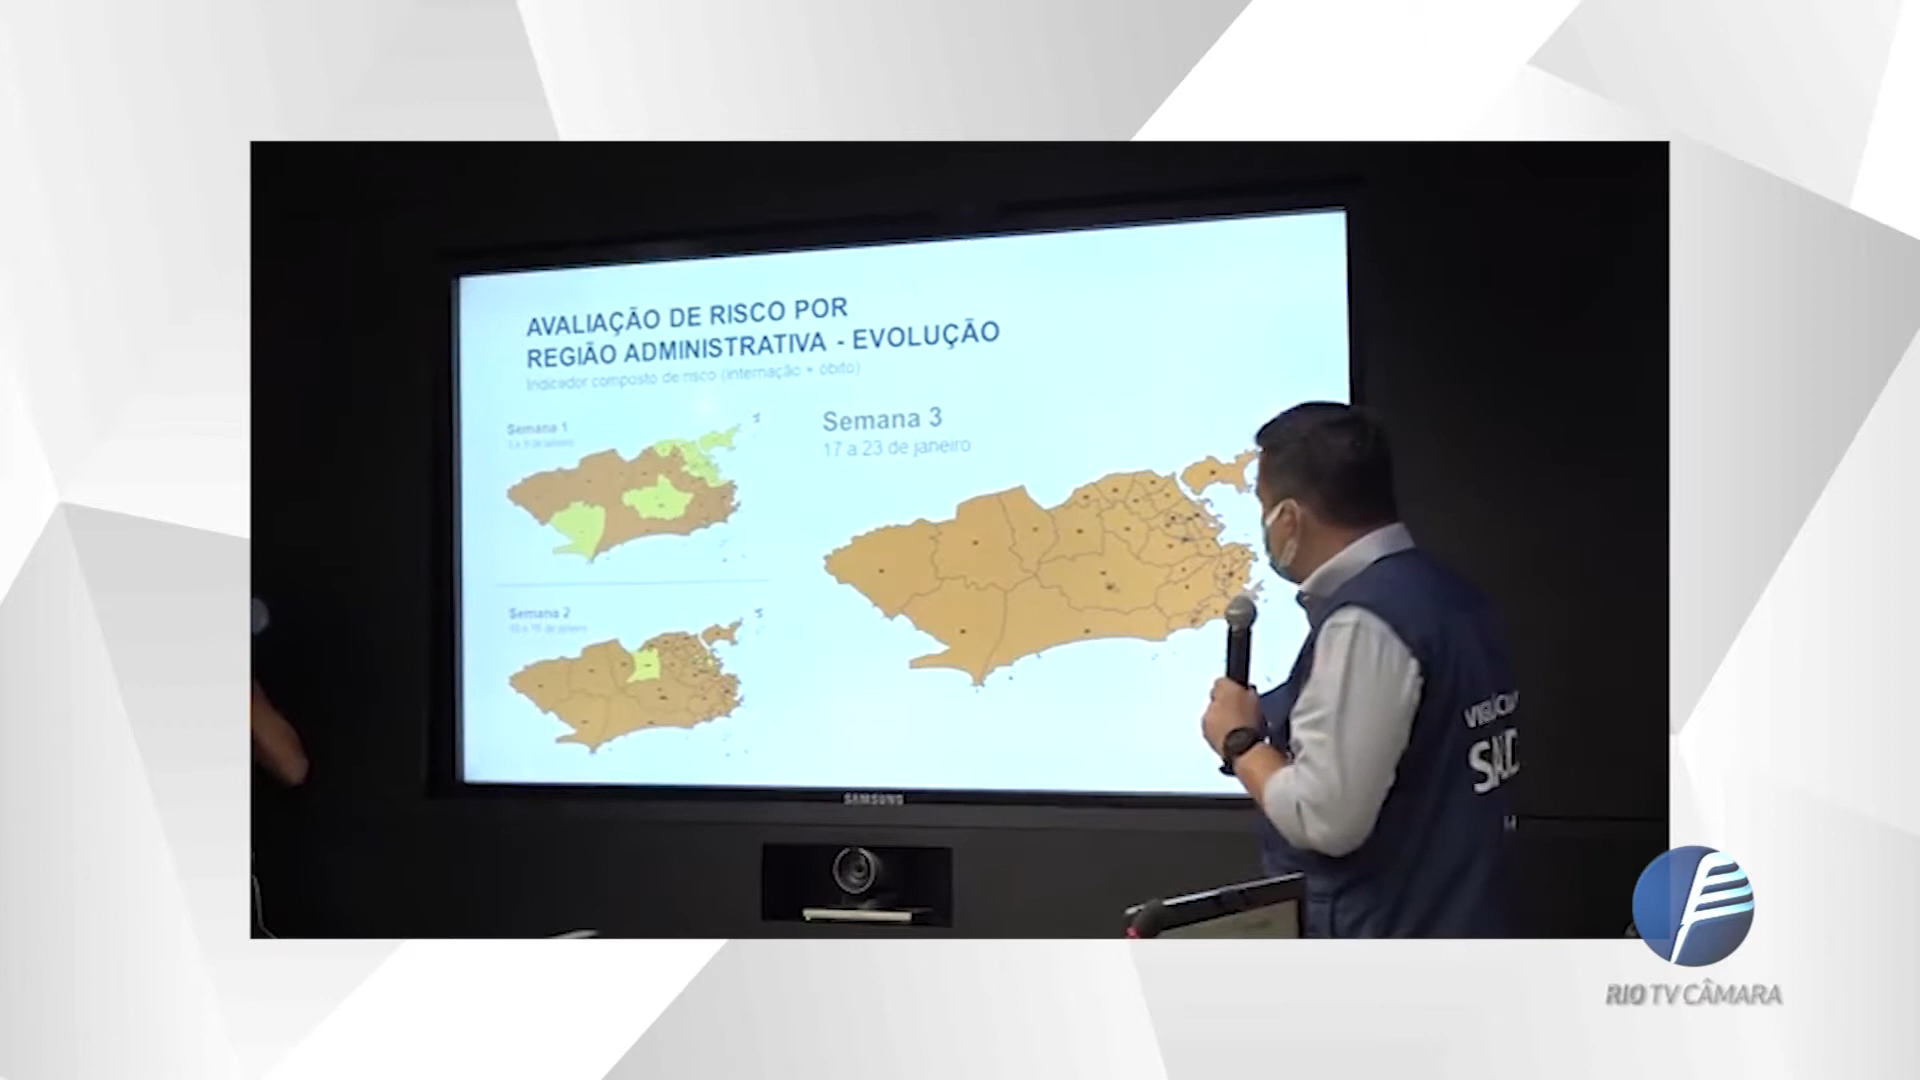 AVALIAÇÃO DE RISCO POR
REGIÃO ADMINISTRATIVA - EVOLUÇÃO
Indicador composto de risco (internação + óbito)
Semana 1
Semana 2
Semana 3
17 a 23 de janeiro
SAMSUNG
RIO TV CÂMARA